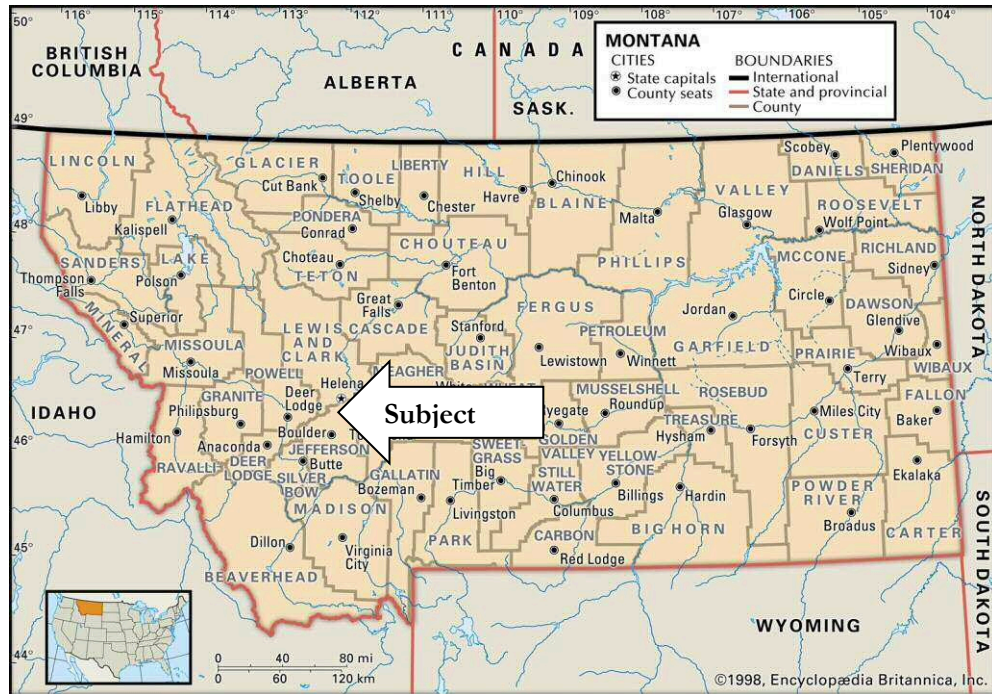 116° 115° 114° 113° 112° 111° 110° 109° 108° 107° 106° 105° 104°
50°
BRITISH
COLUMBIA
ALBERTA
CANADA
SASK.
MONTANA
CITIES
State capitals
County seats
BOUNDARIES
International
State and provincial
County
49°
48°
47°
46°
45°
44°
LINCOLN
Libby
FLATHEAD
Kalispell
GLACIER
Cut Bank
TOOLE
Shelby
LIBERTY
Chester
HILL
Havre
Chinook
BLAINE
Malta
PHILLIPS
VALLEY
Glasgow
Scobey
DANIELS
Plentywood
SHERIDAN
ROOSEVELT
Wolf Point
PONDERA
Conrad
CHOUTEAU
Fort
Benton
Choteau
TETON
SANDERS
Thompson
Falls
LAKE
Polson
MINERAL
Superior
MISSOULA
Missoula
POWELL
LEWIS
AND
CLARK
Great
Falls
CASCADE
Stanford
JUDITH
BASIN
FERGUS
Lewistown
PETROLEUM
Winnett
Jordan
GARFIELD
MCCONE
Circle
RICHLAND
Sidney
DAWSON
Glendive
PRAIRIE
Terry
Wibaux
WIBAUX
FALLON
Baker
NORTH DAKOTA
IDAHO
GRANITE
Philipsburg
Deer
Lodge
Helena
MEAGHER
Subject
MUSSELSHELL
Roundup
ROSEBUD
TREASURE
Hysham
Forsyth
Miles City
CUSTER
Ekalaka
POWDER
RIVER
Broadus
CARTER
SOUTH DAKOTA
Hamilton
RAVALLI
Anaconda
DEER
LODGE
Boulder
JEFFERSON
Butte
SILVER
BOW
MADISON
GALLATIN
Bozeman
SWEET
GRASS
Big
Timber
GOLDEN
VALLEY
STILL
WATER
Columbus
YELLOW
STONE
Billings
Hardin
BIG HORN
Livingston
PARK
CARBON
Red Lodge
Dillon
Virginia
City
BEAVERHEAD
WYOMING
0 40 80 mi
0 60 120 km
©1998, Encyclopædia Britannica, Inc.